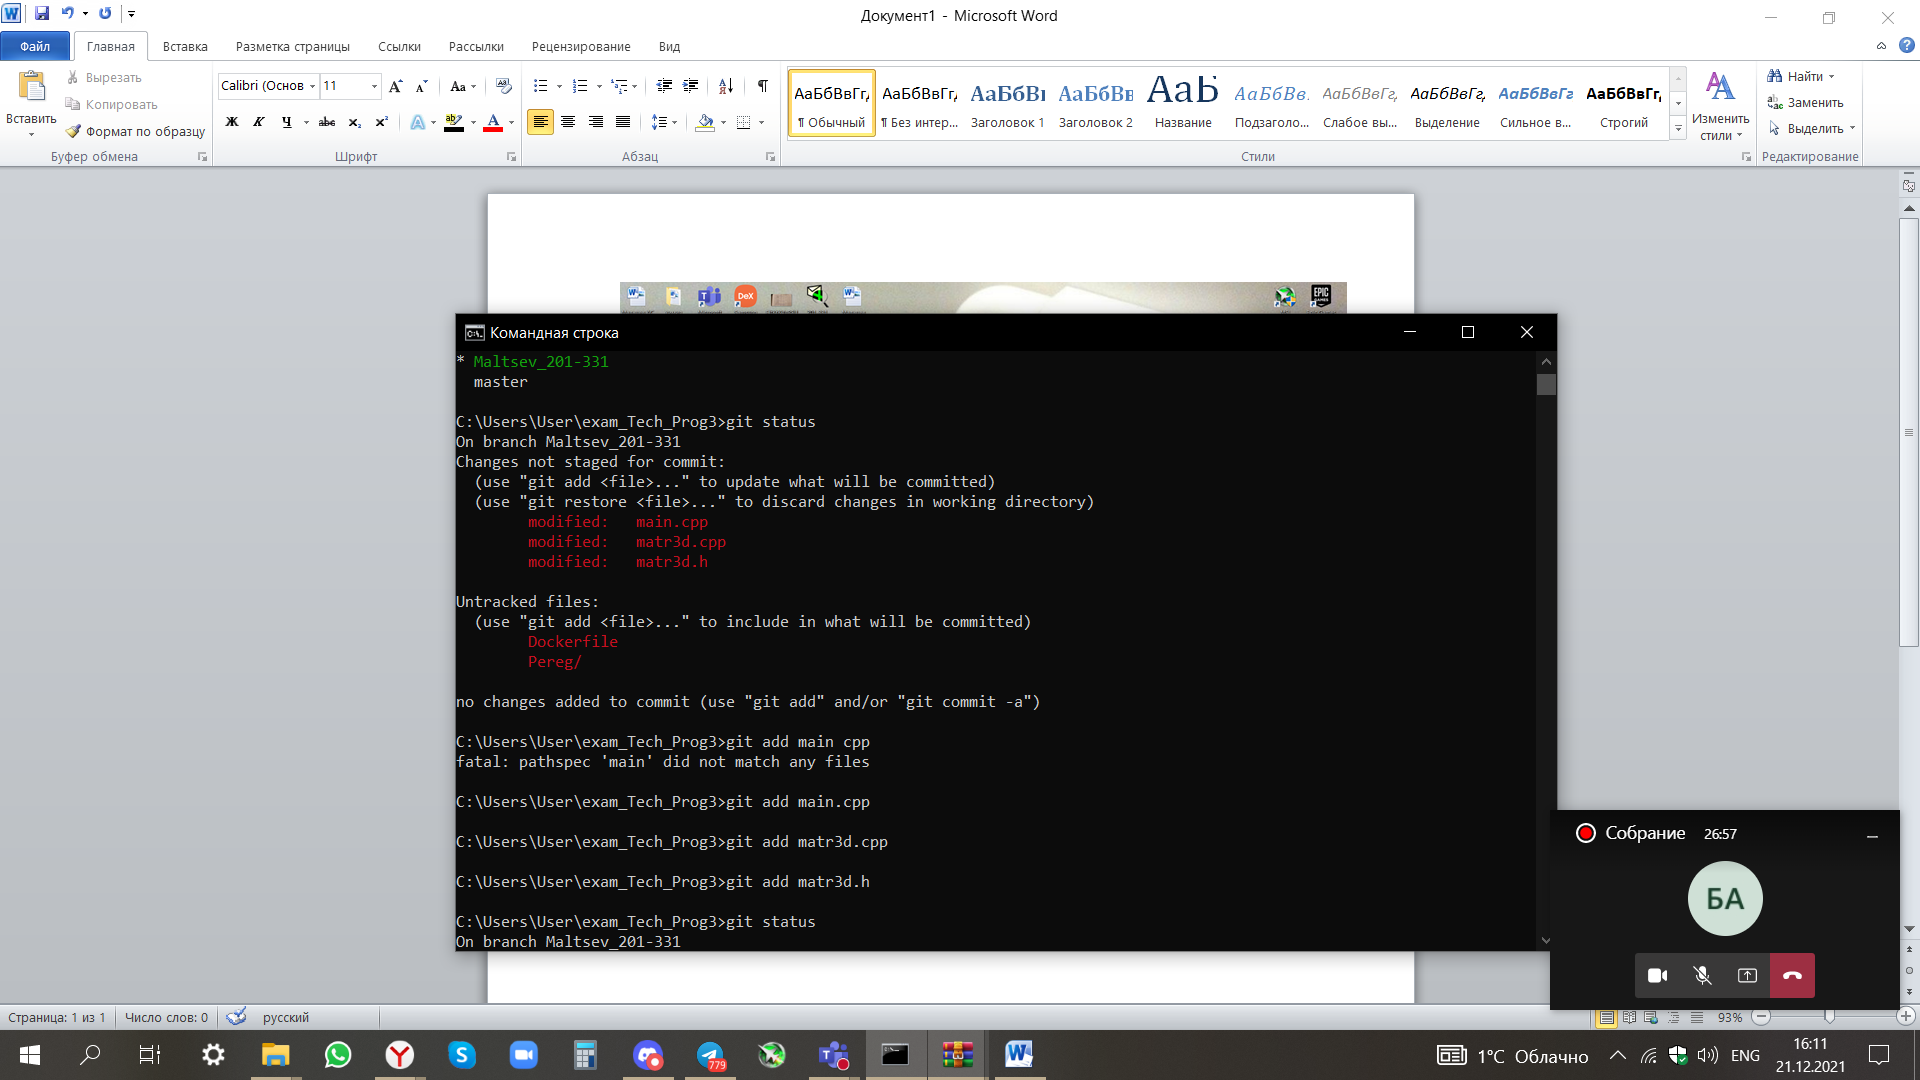 Документ1 - Microsoft Word
Файл
Главная
Вставка
Разметка страницы
Ссылки
Рассылки
Рецензирование
Вид
Вставить
Вырезать
Копировать
Формат по образцу
Буфер обмена
Calibri (Основ
11
Aa
Ж К Ч abc x₂ x²
Шрифт
Абзац
АаБбВвГг,
¶ Обычный
АаБбВвГг,
¶ Без интер...
АаБбВı
Заголовок 1
АаБбВв
Заголовок 2
АаБ
Название
АаБбВв.
Подзаголо...
АаБбВвГг,
Слабое вы...
АаБбВвГг,
Выделение
АаБбВвГг
Сильное в...
АаБбВвГг,
Строгий
Изменить
стили
Стили
Найти
Заменить
Выделить
Редактирование
DeX
EPIC
GAMES
Командная строка
* Maltsev_201-331
master
C:\Users\User\exam_Tech_Prog3>git status
On branch Maltsev_201-331
Changes not staged for commit:
(use "git add <file>..." to update what will be committed)
(use "git restore <file>..." to discard changes in working directory)
modified:   main.cpp
modified:   matr3d.cpp
modified:   matr3d.h
Untracked files:
(use "git add <file>..." to include in what will be committed)
Dockerfile
Pereg/
no changes added to commit (use "git add" and/or "git commit -a")
C:\Users\User\exam_Tech_Prog3>git add main cpp
fatal: pathspec 'main' did not match any files
C:\Users\User\exam_Tech_Prog3>git add main.cpp
C:\Users\User\exam_Tech_Prog3>git add matr3d.cpp
C:\Users\User\exam_Tech_Prog3>git add matr3d.h
C:\Users\User\exam_Tech_Prog3>git status
On branch Maltsev_201-331
Собрание 26:57
БА
Страница: 1 из 1
Число слов: 0
русский
93%
779
1°C Облачно
ENG
16:11
21.12.2021